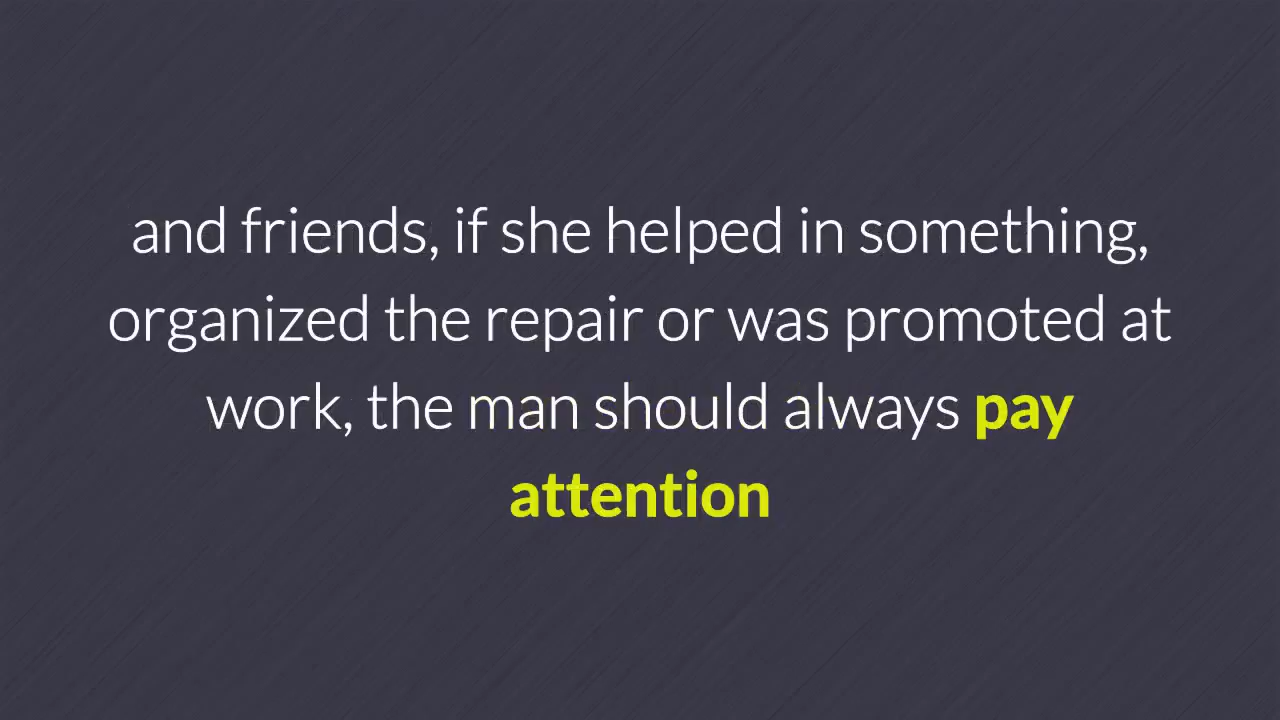 and friends, if she helped in something,
organized the repair or was promoted at
work, the man should always pay
attention